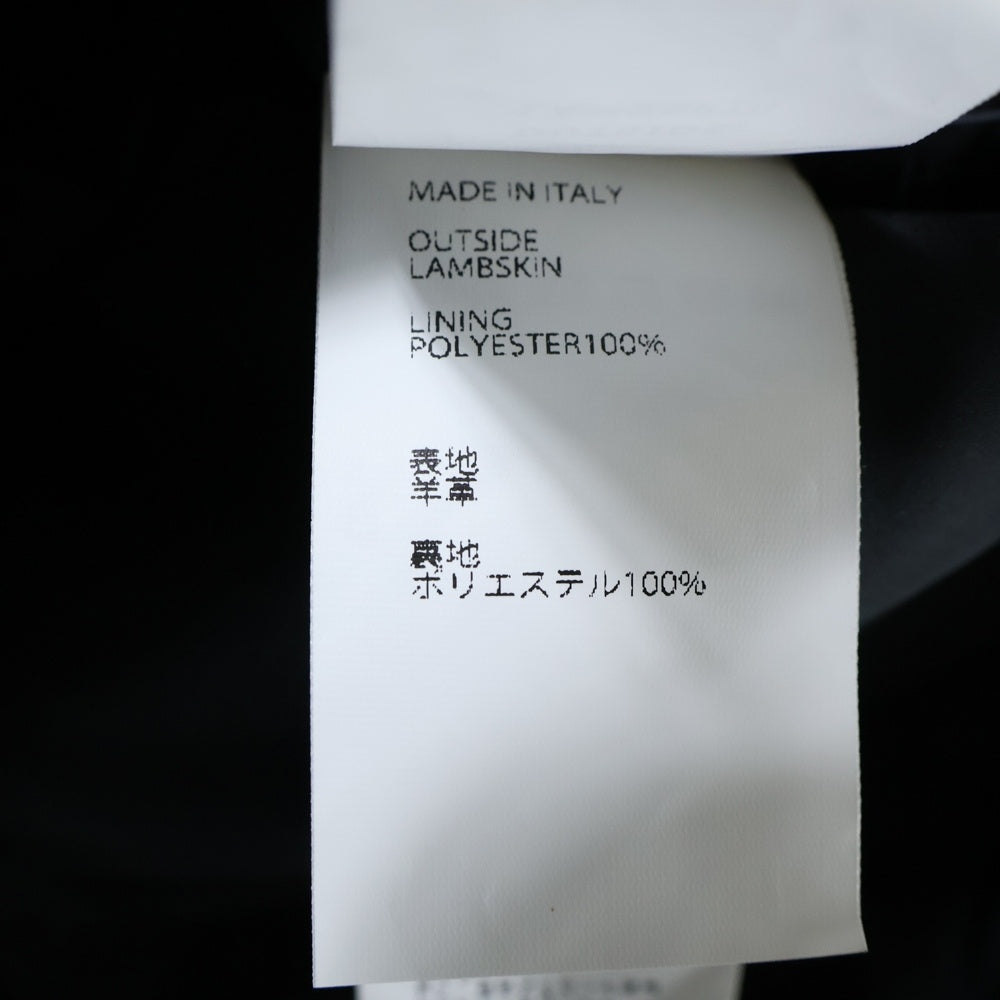 MADE IN ITALY
OUTSIDE
LAMBSKIN
LINING
POLYESTER100%
表地
羊革
裏地
ポリエステル100%